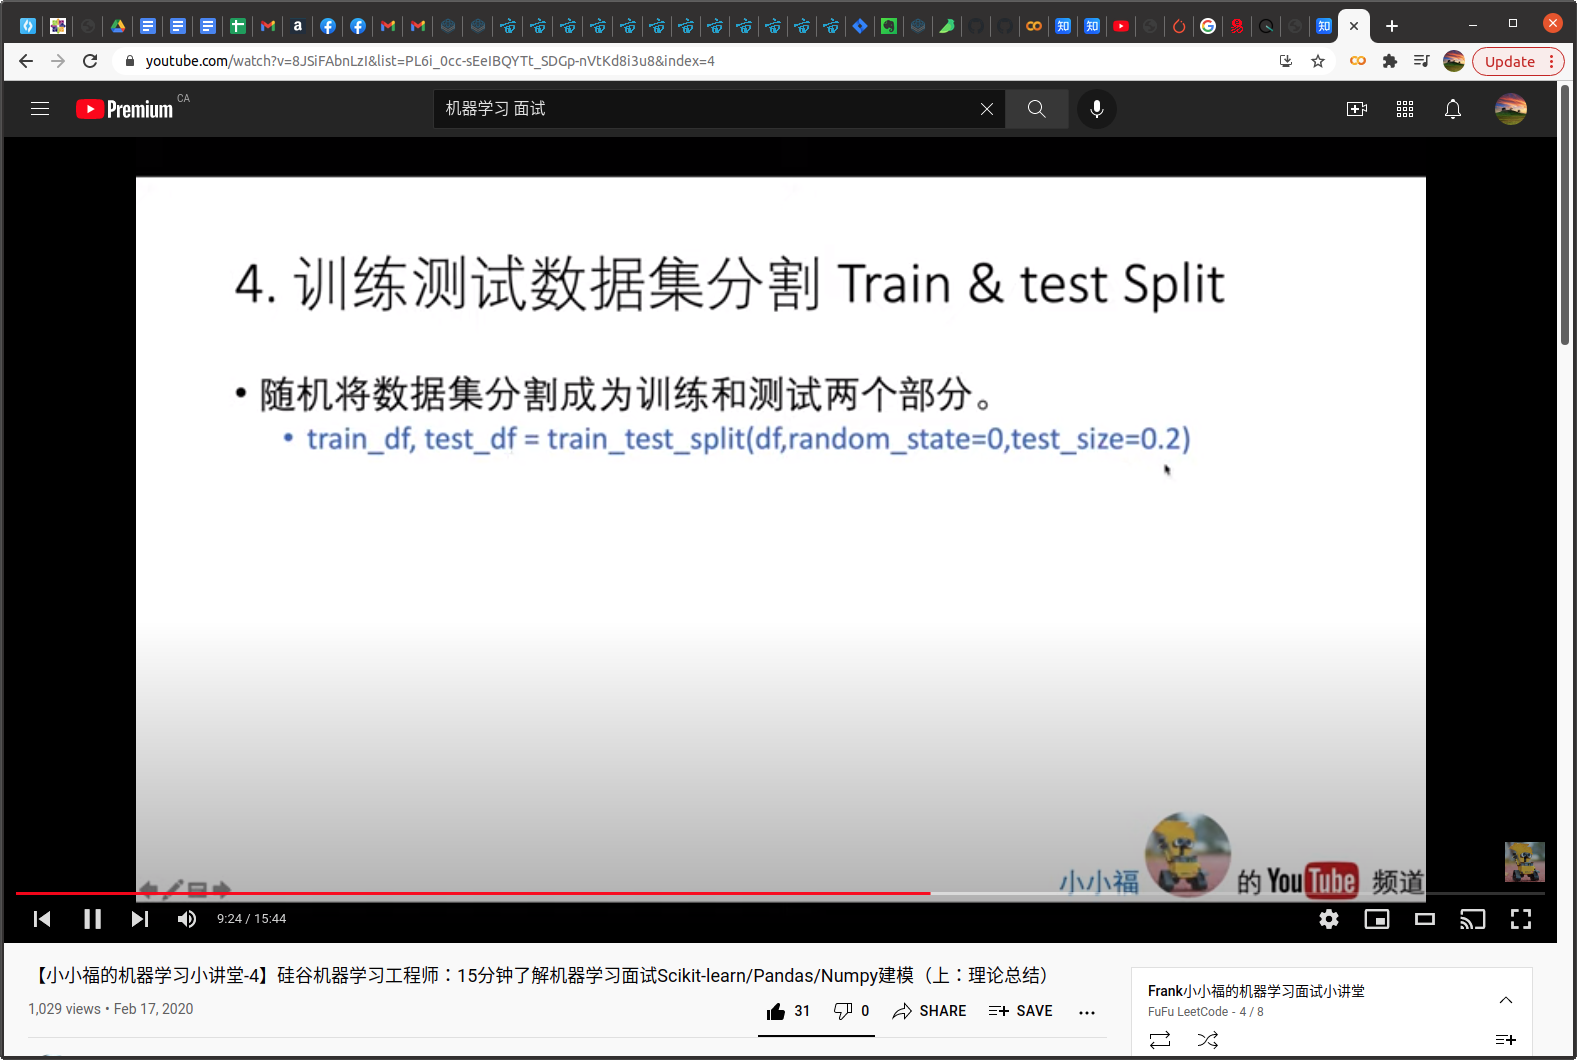 youtube.com/watch?v=8JSiFAbnLzI&list=PL6i_0cc-sEeIBQYTt_SDGp-nVtKd8i3u8&index=4
Update
Premium CA
机器学习 面试
4. 训练测试数据集分割 Train & test Split
• 随机将数据集分割成为训练和测试两个部分。
• train_df, test_df = train_test_split(df,random_state=0,test_size=0.2)
小小福 的 YouTube 频道
9:24 / 15:44
【小小福的机器学习小讲堂-4】硅谷机器学习工程师：15分钟了解机器学习面试Scikit-learn/Pandas/Numpy建模（上：理论总结）
1,029 views • Feb 17, 2020
31 0 SHARE SAVE
Frank小小福的机器学习面试小讲堂
FuFu LeetCode - 4 / 8